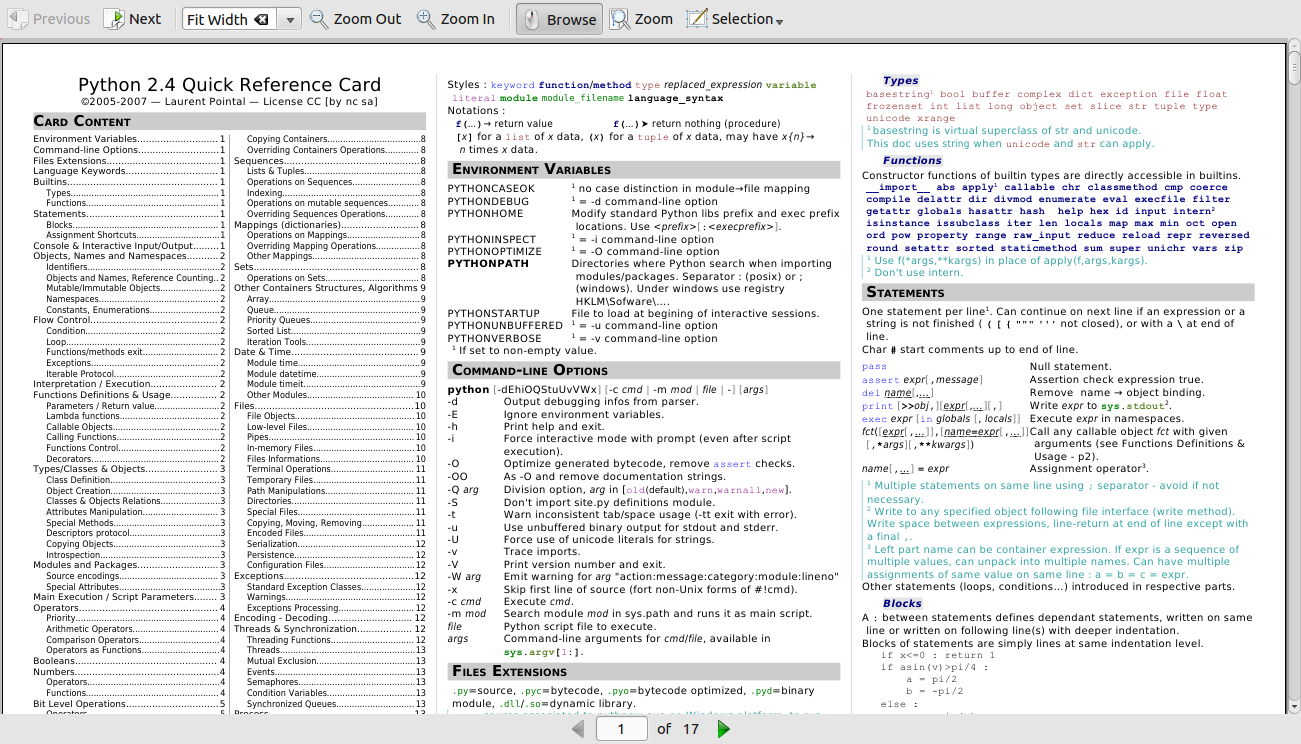 Previous Next Fit Width Zoom Out Zoom In Browse Zoom Selection
Python 2.4 Quick Reference Card
©2005-2007 — Laurent Pointal — License CC [by nc sa]
CARD CONTENT
Environment Variables..............................1
Command-line Options.............................1
Files Extensions.........................................1
Language Keywords..................................1
Builtins......................................................1
Types.....................................................1
Functions...............................................1
Statements................................................1
Blocks....................................................1
Assignment Shortcuts............................1
Console & Interactive Input/Output...........1
Objects, Names and Namespaces..............2
Identifiers...............................................2
Objects and Names, Reference Counting..2
Mutable/Immutable Objects....................2
Namespaces..........................................2
Constants, Enumerations.......................2
Flow Control..............................................2
Condition................................................2
Loop.......................................................2
Functions/methods exit..........................2
Exceptions.............................................2
Iterable Protocol.....................................2
Interpretation / Execution..........................2
Functions Definitions & Usage...................2
Parameters / Return value......................2
Lambda functions...................................2
Callable Objects.....................................2
Calling Functions....................................2
Functions Control...................................2
Decorators.............................................2
Types/Classes & Objects............................3
Class Definition......................................3
Object Creation......................................3
Classes & Objects Relations...................3
Attributes Manipulation..........................3
Special Methods.....................................3
Descriptors protocol................................3
Copying Objects.....................................3
Introspection..........................................3
Modules and Packages..............................3
Source encodings...................................3
Special Attributes...................................3
Main Execution / Script Parameters...........3
Operators..................................................4
Priority....................................................4
Arithmetic Operators..............................4
Comparison Operators...........................4
Operators as Functions..........................4
Booleans...................................................4
Numbers...................................................4
Operators...............................................4
Functions...............................................4
Bit Level Operations..................................5
Operators...............................................5
Copying Containers................................8
Overriding Containers Operations...........8
Sequences.................................................8
Lists & Tuples........................................8
Operations on Sequences......................8
Indexing.................................................8
Operations on mutable sequences.........8
Overriding Sequences Operations..........8
Mappings (dictionaries).............................8
Operations on Mappings........................8
Overriding Mapping Operations..............8
Other Mappings.....................................8
Sets...........................................................8
Operations on Sets.................................8
Other Containers Structures, Algorithms 9
Array......................................................9
Queue....................................................9
Priority Queues......................................9
Sorted List.............................................9
Iteration Tools........................................9
Date & Time..............................................9
Module time...........................................9
Module datetime....................................9
Module timeit.........................................9
Other Modules.....................................10
Files.........................................................10
File Objects..........................................10
Low-level Files.....................................10
Pipes....................................................10
In-memory Files...................................10
Files Informations.................................10
Terminal Operations.............................11
Temporary Files...................................11
Path Manipulations..............................11
Directories............................................11
Special Files.........................................11
Copying, Moving, Removing.................11
Encoded Files.......................................11
Serialization.........................................12
Persistence..........................................12
Configuration Files...............................12
Exceptions...............................................12
Standard Exception Classes.................12
Warnings..............................................12
Exceptions Processing..........................12
Encoding - Decoding................................12
Threads & Synchronization......................12
Threading Functions.............................12
Threads................................................13
Mutual Exclusion..................................13
Events..................................................13
Semaphores.........................................13
Condition Variables..............................13
Synchronized Queues...........................13
Process....................................................13
Styles : keyword function/method type replaced_expression variable
literal module module_filename language_syntax
Notations :
f(…)→ return value f(…)➤ return nothing (procedure)
[x] for a list of x data, (x) for a tuple of x data, may have x{n}→
n times x data.
ENVIRONMENT VARIABLES
PYTHONCASEOK ¹ no case distinction in module→file mapping
PYTHONDEBUG ¹ = -d command-line option
PYTHONHOME Modify standard Python libs prefix and exec prefix
locations. Use <prefix>[:<execprefix>].
PYTHONINSPECT ¹ = -i command-line option
PYTHONOPTIMIZE ¹ = -O command-line option
PYTHONPATH Directories where Python search when importing
modules/packages. Separator : (posix) or ;
(windows). Under windows use registry
HKLM\Sofware\….
PYTHONSTARTUP File to load at begining of interactive sessions.
PYTHONUNBUFFERED ¹ = -u command-line option
PYTHONVERBOSE ¹ = -v command-line option
¹ If set to non-empty value.
COMMAND-LINE OPTIONS
python [-dEhiOQStuUvVWx] [-c cmd | -m mod | file | -] [args]
-d Output debugging infos from parser.
-E Ignore environment variables.
-h Print help and exit.
-i Force interactive mode with prompt (even after script
execution).
-O Optimize generated bytecode, remove assert checks.
-OO As -O and remove documentation strings.
-Q arg Division option, arg in [old(default),warn,warnall,new].
-S Don't import site.py definitions module.
-t Warn inconsistent tab/space usage (-tt exit with error).
-u Use unbuffered binary output for stdout and stderr.
-U Force use of unicode literals for strings.
-v Trace imports.
-V Print version number and exit.
-W arg Emit warning for arg "action:message:category:module:lineno"
-x Skip first line of source (fort non-Unix forms of #!cmd).
-c cmd Execute cmd.
-m mod Search module mod in sys.path and runs it as main script.
file Python script file to execute.
args Command-line arguments for cmd/file, available in
sys.argv[1:].
FILES EXTENSIONS
.py=source, .pyc=bytecode, .pyo=bytecode optimized, .pyd=binary
module, .dll/.so=dynamic library.
Types
basestring¹ bool buffer complex dict exception file float
frozenset int list long object set slice str tuple type
unicode xrange
¹ basestring is virtual superclass of str and unicode.
This doc uses string when unicode and str can apply.
Functions
Constructor functions of builtin types are directly accessible in builtins.
__import__ abs apply¹ callable chr classmethod cmp coerce
compile delattr dir divmod enumerate eval execfile filter
getattr globals hasattr hash help hex id input intern²
isinstance issubclass iter len locals map max min oct open
ord pow property range raw_input reduce reload repr reversed
round setattr sorted staticmethod sum super unichr vars zip
¹ Use f(*args,**kargs) in place of apply(f,args,kargs).
² Don't use intern.
STATEMENTS
One statement per line¹. Can continue on next line if an expression or a
string is not finished ( ( [ { """ ''' not closed), or with a \ at end of
line.
Char # start comments up to end of line.
pass Null statement.
assert expr[,message] Assertion check expression true.
del name[,…] Remove name → object binding.
print [>>obj,][expr[,…][,] Write expr to sys.stdout².
exec expr [in globals [, locals]] Execute expr in namespaces.
fct([expr[,…]],[name=expr[,…]] Call any callable object fct with given
[,*args][,**kwargs]) arguments (see Functions Definitions &
Usage - p2).
name[,…] = expr Assignment operator³.
¹ Multiple statements on same line using ; separator - avoid if not
necessary.
² Write to any specified object following file interface (write method).
Write space between expressions, line-return at end of line except with
a final ,.
³ Left part name can be container expression. If expr is a sequence of
multiple values, can unpack into multiple names. Can have multiple
assignments of same value on same line : a = b = c = expr.
Other statements (loops, conditions…) introduced in respective parts.
Blocks
A : between statements defines dependant statements, written on same
line or written on following line(s) with deeper indentation.
Blocks of statements are simply lines at same indentation level.
if x<=0 : return 1
if asin(v)>pi/4 :
a = pi/2
b = -pi/2
else :
1 of 17